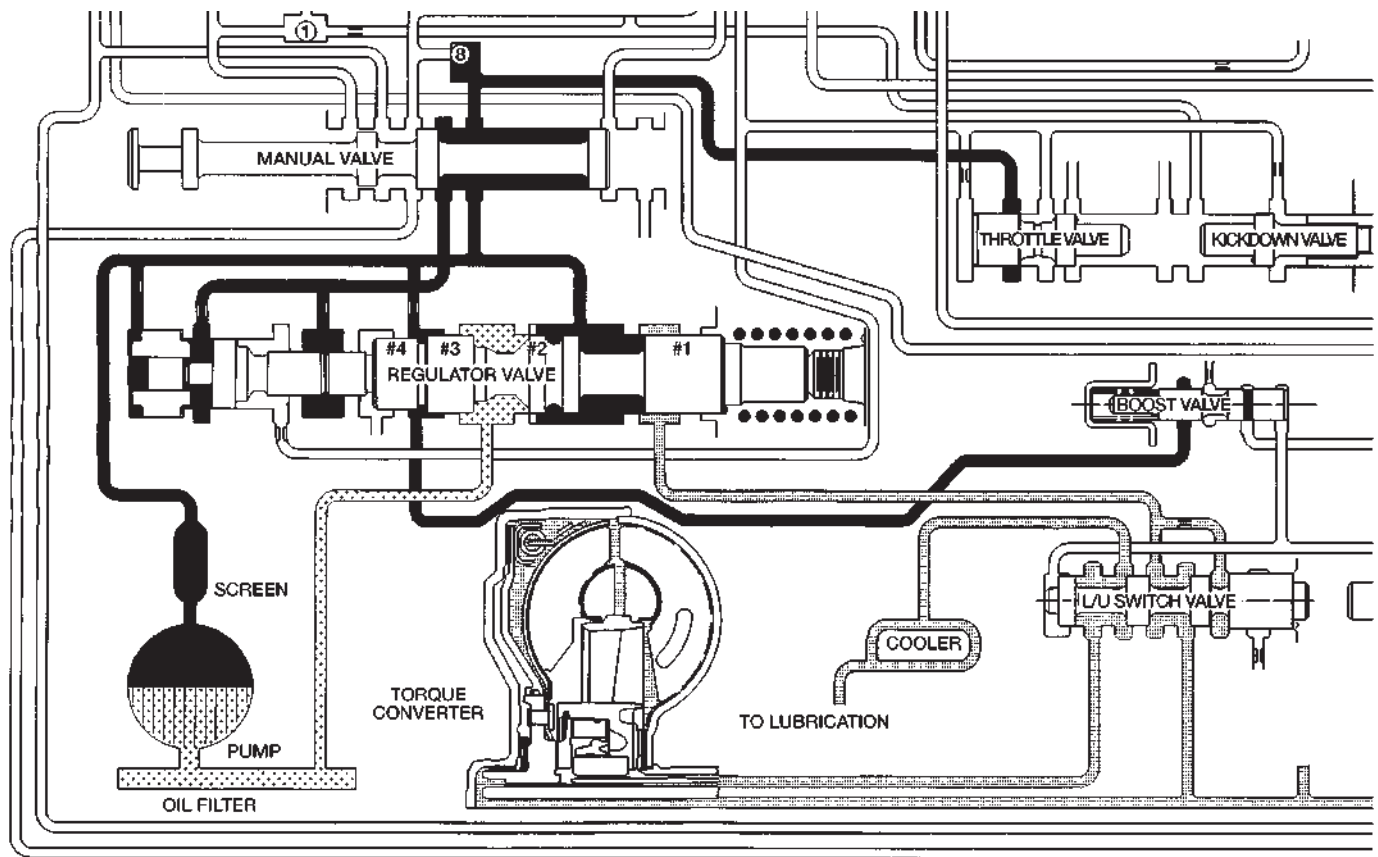 1
8
MANUAL VALVE
THROTTLE VALVE
KICKDOWN VALVE
#4
#3
#2
#1
REGULATOR VALVE
BOOST VALVE
SCREEN
L/U SWITCH VALVE
COOLER
TORQUE
CONVERTER
TO LUBRICATION
PUMP
OIL FILTER